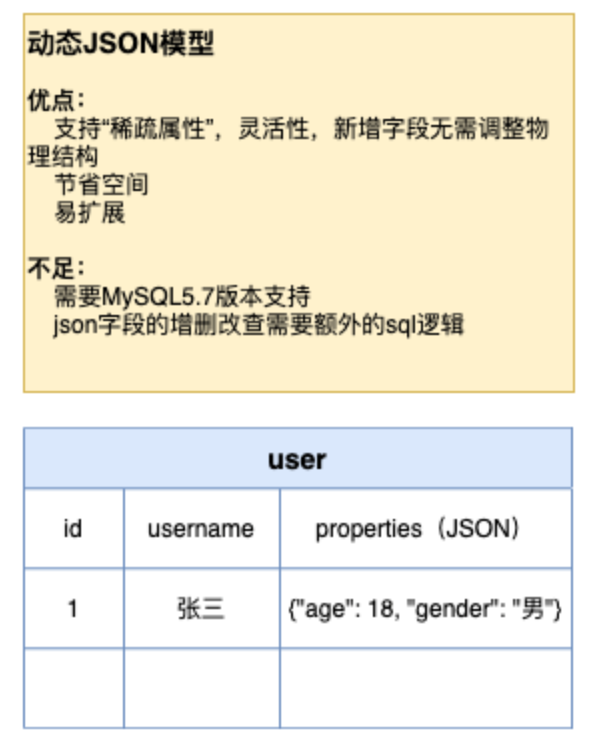 动态JSON模型
优点：
支持“稀疏属性”，灵活性，新增字段无需调整物
理结构
节省空间
易扩展
不足：
需要MySQL5.7版本支持
json字段的增删改查需要额外的sql逻辑
user
id username properties（JSON）
1 张三 {"age": 18, "gender": "男"}